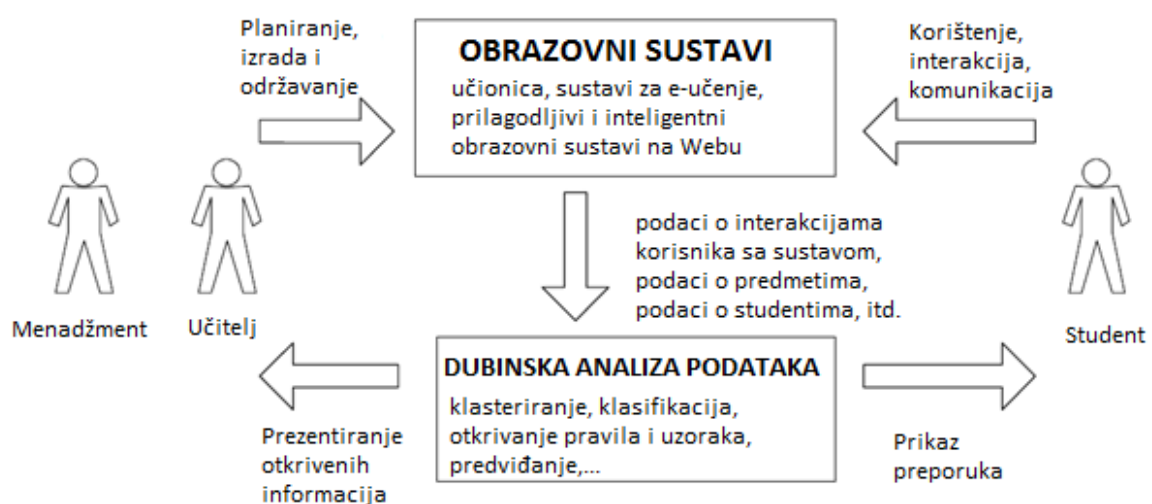 Planiranje,
izrada i
održavanje
OBRAZOVNI SUSTAVI
učionica, sustavi za e-učenje,
prilagodljivi i inteligentni
obrazovni sustavi na Webu
Korištenje,
interakcija,
komunikacija
podaci o interakcijama
korisnika sa sustavom,
podaci o predmetima,
podaci o studentima, itd.
Menadžment
Učitelj
Student
DUBINSKA ANALIZA PODATAKA
klasteriranje, klasifikacija,
otkrivanje pravila i uzoraka,
predviđanje,...
Prezentiranje
otkrivenih
informacija
Prikaz
preporuka